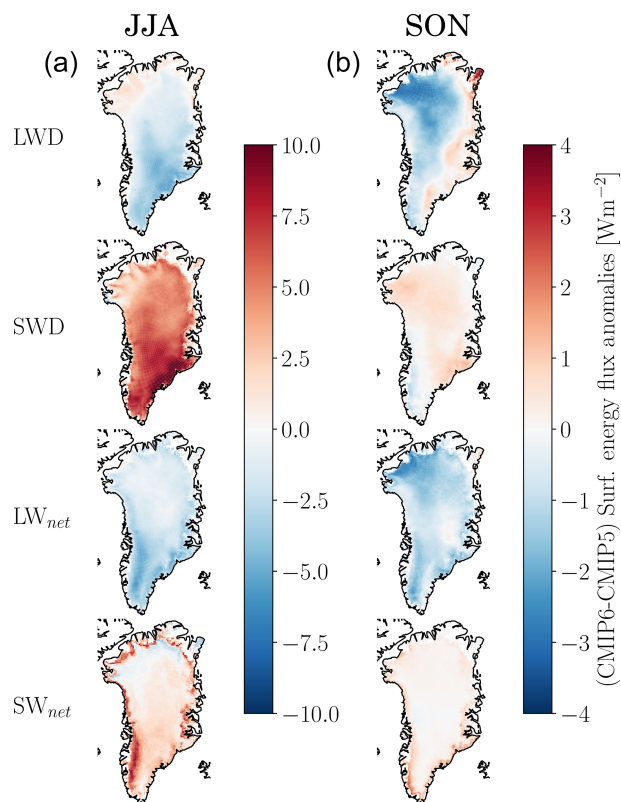 JJA SON
(a) (b)
LWD
10.0 4
7.5 3
SWD
5.0 2
2.5 1
0.0 0
LW_net
−2.5 −1
−5.0 −2
SW_net
−7.5 −3
−10.0 −4
(CMIP6-CMIP5) Surf. energy flux anomalies [Wm⁻²]